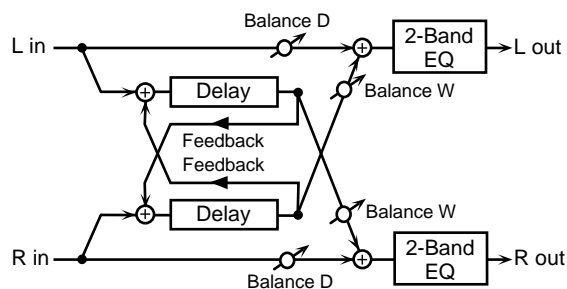 Balance D
L in
2-Band
EQ
L out
Delay
Balance W
Feedback
Feedback
Delay
Balance W
R in
Balance D
2-Band
EQ
R out